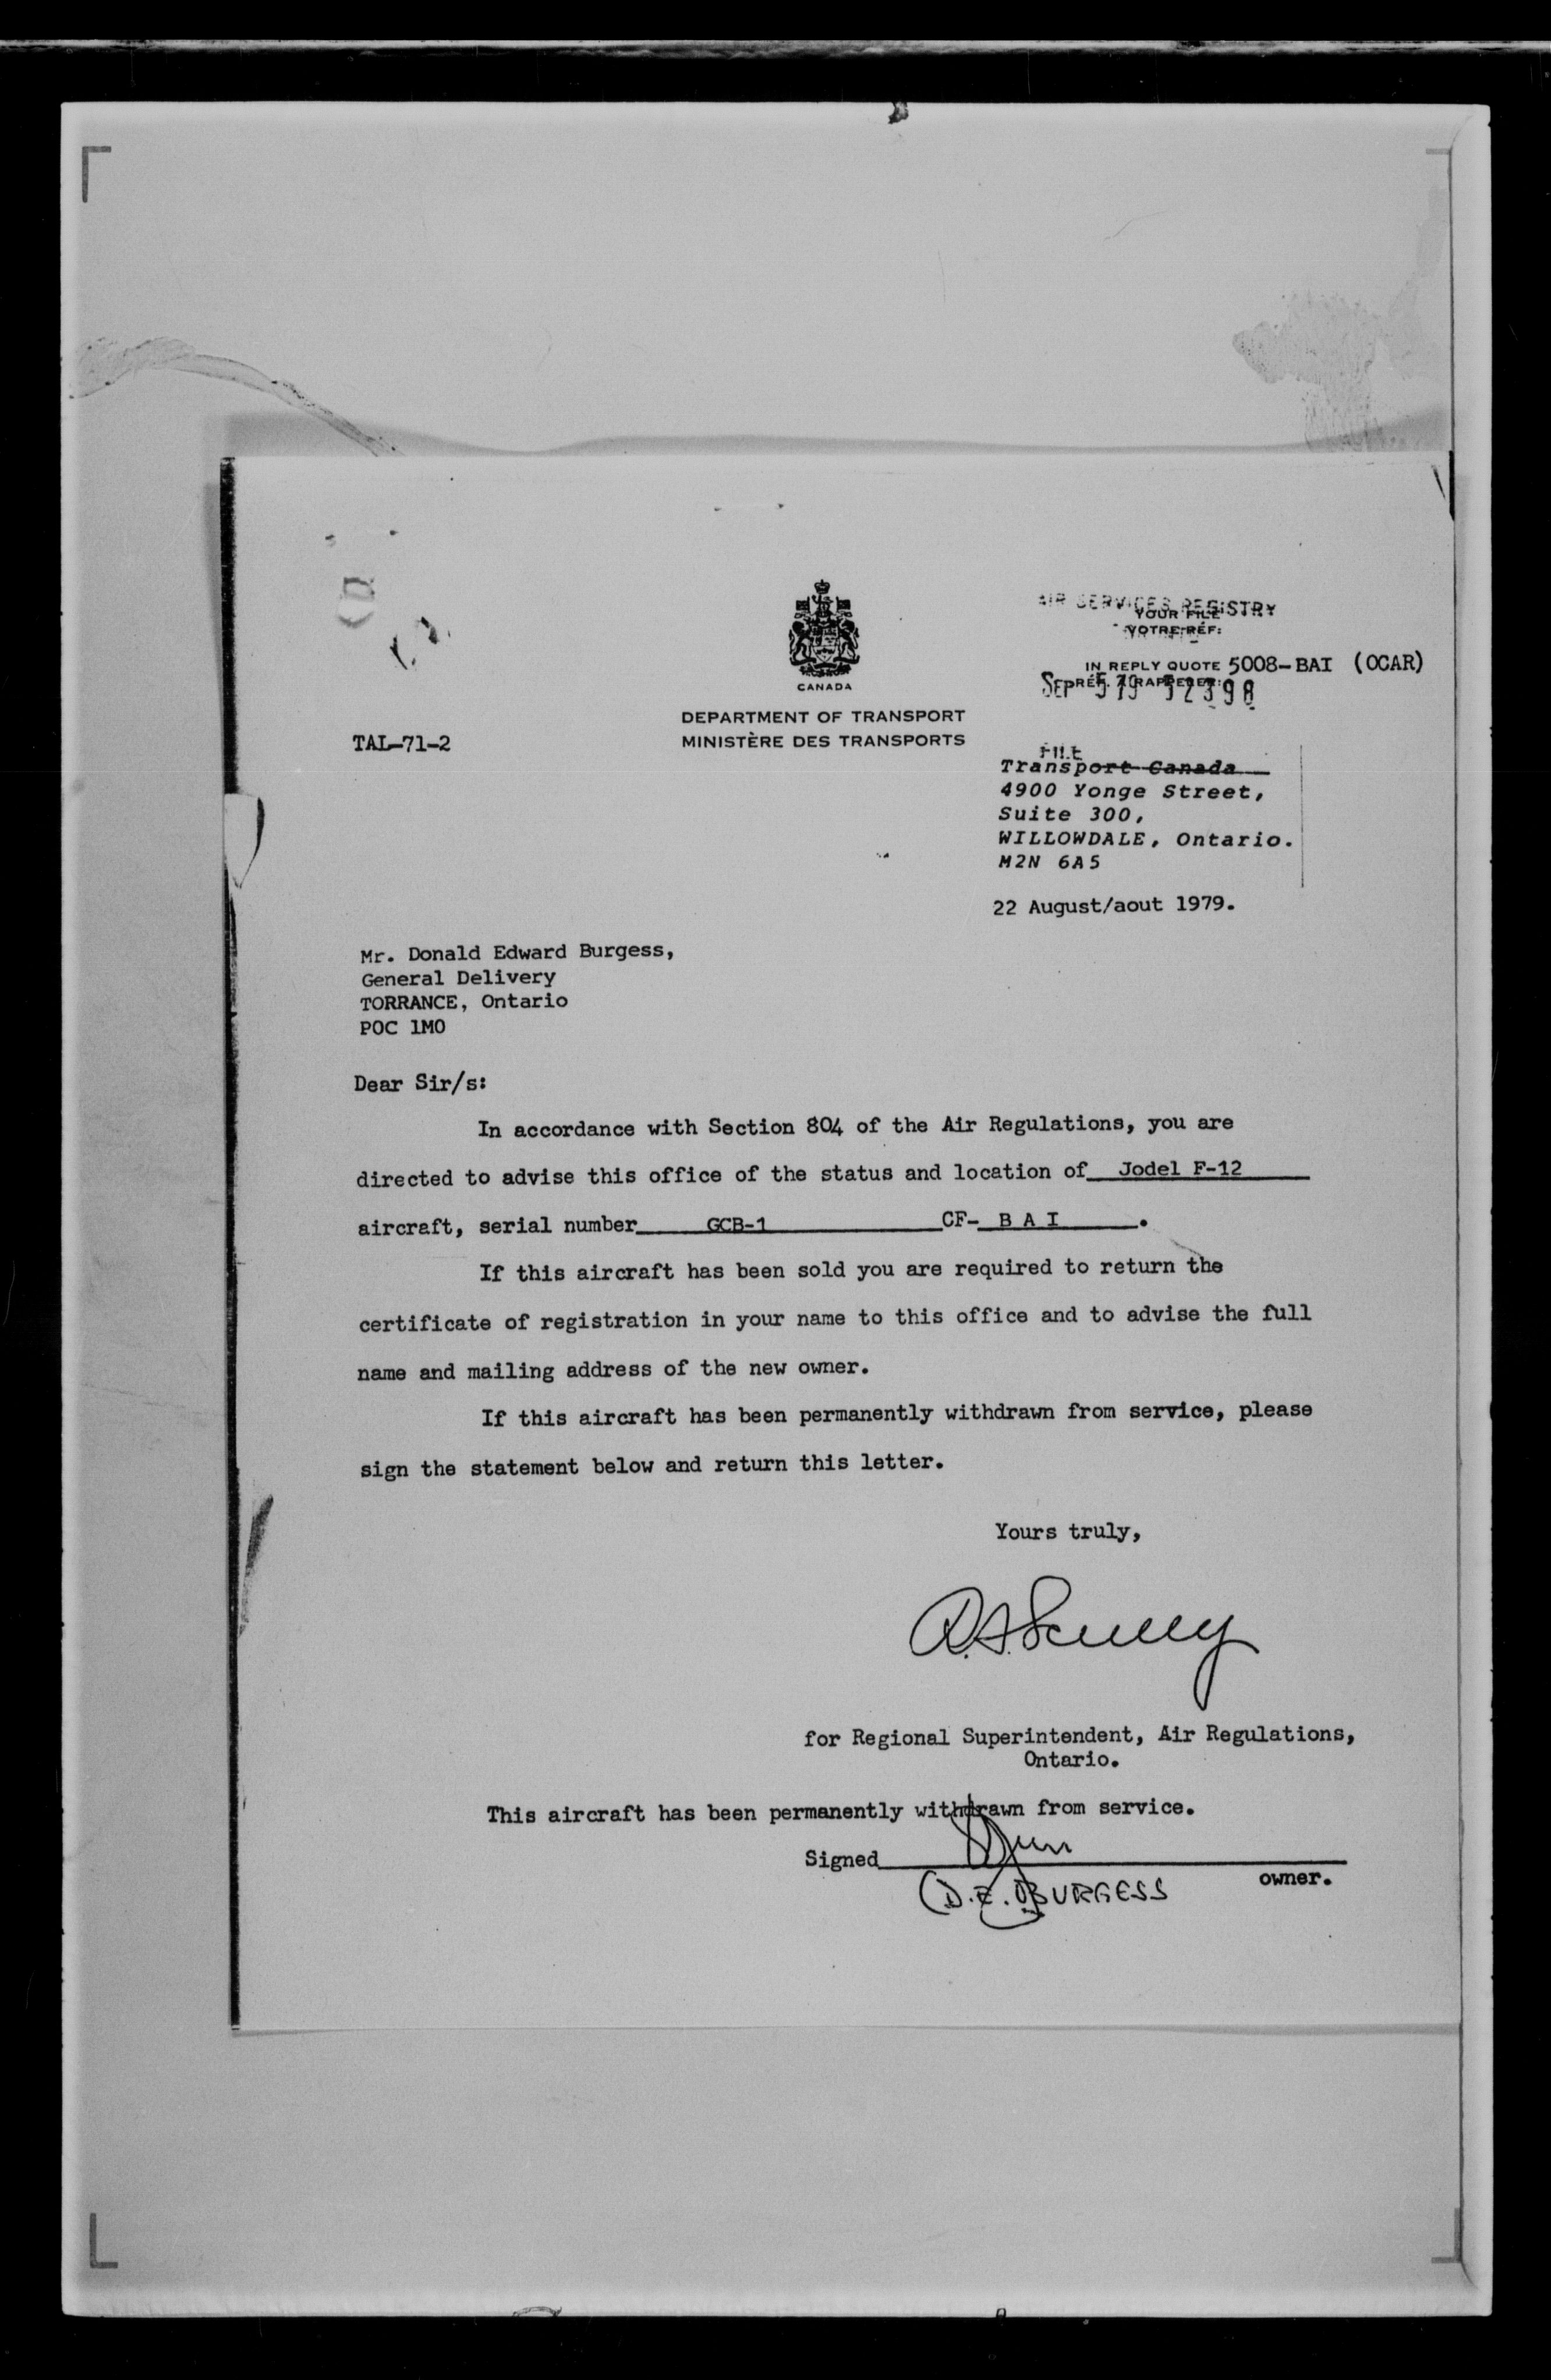 AIR SERVICES REGISTRY
YOUR FILE
VOTRE RÉF:
IN REPLY QUOTE 5008-BAI (OCAR)
RÉF. À RAPPELER:
SEP 5 79
CANADA
DEPARTMENT OF TRANSPORT
MINISTÈRE DES TRANSPORTS
TAL-71-2
FILE
Transport Canada
4900 Yonge Street,
Suite 300,
WILLOWDALE, Ontario.
M2N 6A5
22 August/aout 1979.
Mr. Donald Edward Burgess,
General Delivery
TORRANCE, Ontario
POC 1MO
Dear Sir/s:
In accordance with Section 804 of the Air Regulations, you are
directed to advise this office of the status and location of Jodel F-12
aircraft, serial number GCB-1 CF- B A I .
If this aircraft has been sold you are required to return the
certificate of registration in your name to this office and to advise the full
name and mailing address of the new owner.
If this aircraft has been permanently withdrawn from service, please
sign the statement below and return this letter.
Yours truly,
for Regional Superintendent, Air Regulations,
Ontario.
This aircraft has been permanently withdrawn from service.
Signed
owner.
(D.E. BURGESS